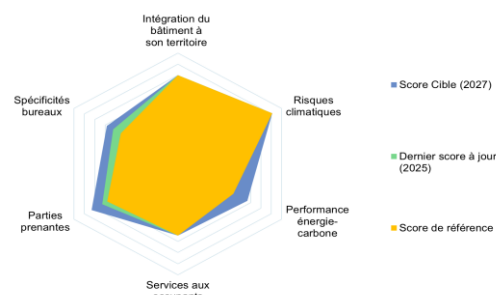 Intégration du
bâtiment à
son territoire
Risques
climatiques
Performance
énergie-
carbone
Services aux
Parties
prenantes
Spécificités
bureaux
Score Cible (2027)
Dernier score à jour
(2025)
Score de référence